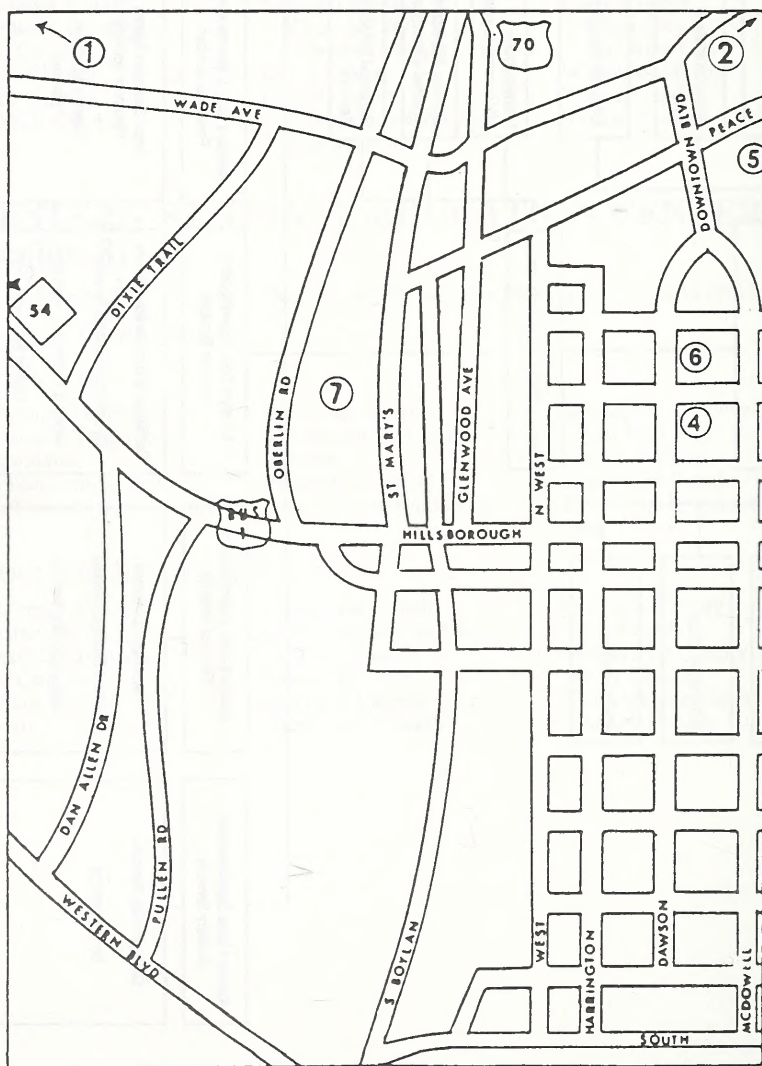 1
70
2
WADE AVE
DOWNTOWN BLVD
PEACE
5
DIXIE TRAIL
54
6
7
OBERLIN RD
ST MARY'S
GLENWOOD AVE
4
N WEST
BUS
1
HILLSBOROUGH
DAN ALLEN DR
PULLEN RD
WESTERN BLVD
S BOYLAN
WEST
HARRINGTON
DAWSON
MCDOWELL
SOUTH